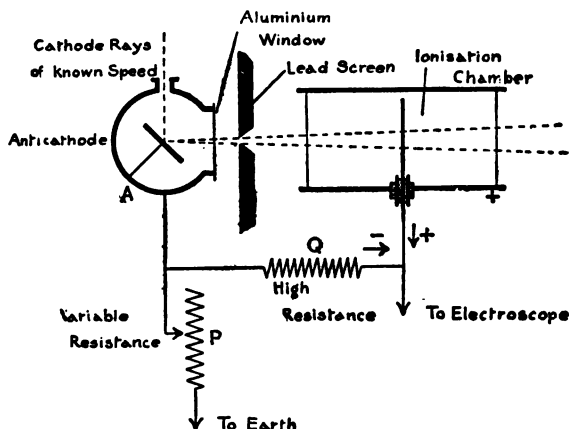 Aluminium
Window
Cathode Rays
of known Speed
Lead Screen
Ionisation
Chamber
Anticathode
A
+
Q
−
+
High
Resistance
To Electroscope
Variable
Resistance
P
To Earth